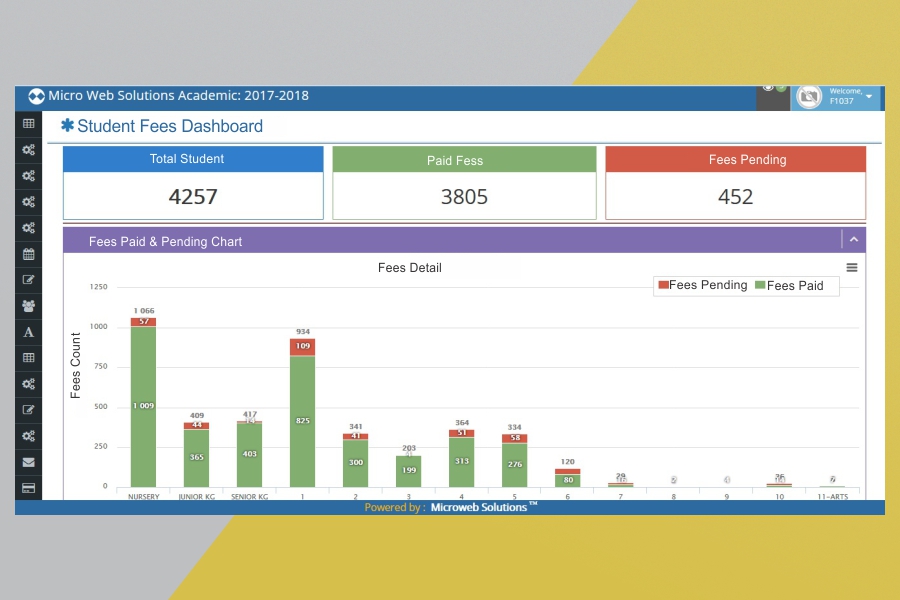 Micro Web Solutions Academic: 2017-2018
Welcome,
F1037
Student Fees Dashboard
Total Student
Paid Fess
Fees Pending
4257
3805
452
Fees Paid & Pending Chart
Fees Detail
Fees Pending Fees Paid
Fees Count
1250
1000
750
500
250
0
1 066
57
1 009
409
44
365
417
403
934
109
825
341
41
300
203
199
364
51
313
334
58
276
120
80
29
26
NURSERY JUNIOR KG SENIOR KG 1 2 3 4 5 6 7 8 9 10 11-ARTS
A
Powered by : Microweb Solutions™